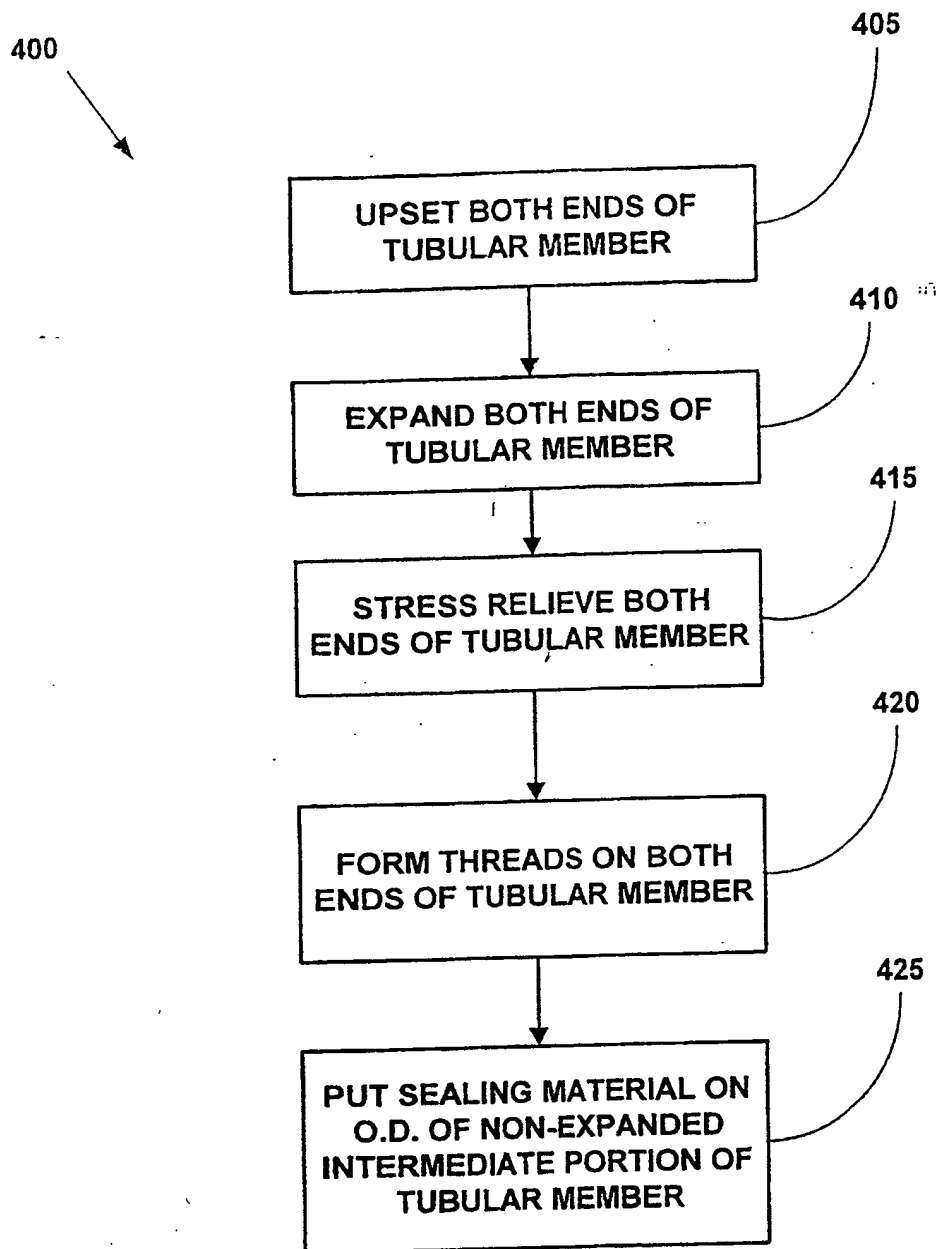 400
405
UPSET BOTH ENDS OF
TUBULAR MEMBER
410
EXPAND BOTH ENDS OF
TUBULAR MEMBER
415
STRESS RELIEVE BOTH
ENDS OF TUBULAR MEMBER
420
FORM THREADS ON BOTH
ENDS OF TUBULAR MEMBER
425
PUT SEALING MATERIAL ON
O.D. OF NON-EXPANDED
INTERMEDIATE PORTION OF
TUBULAR MEMBER